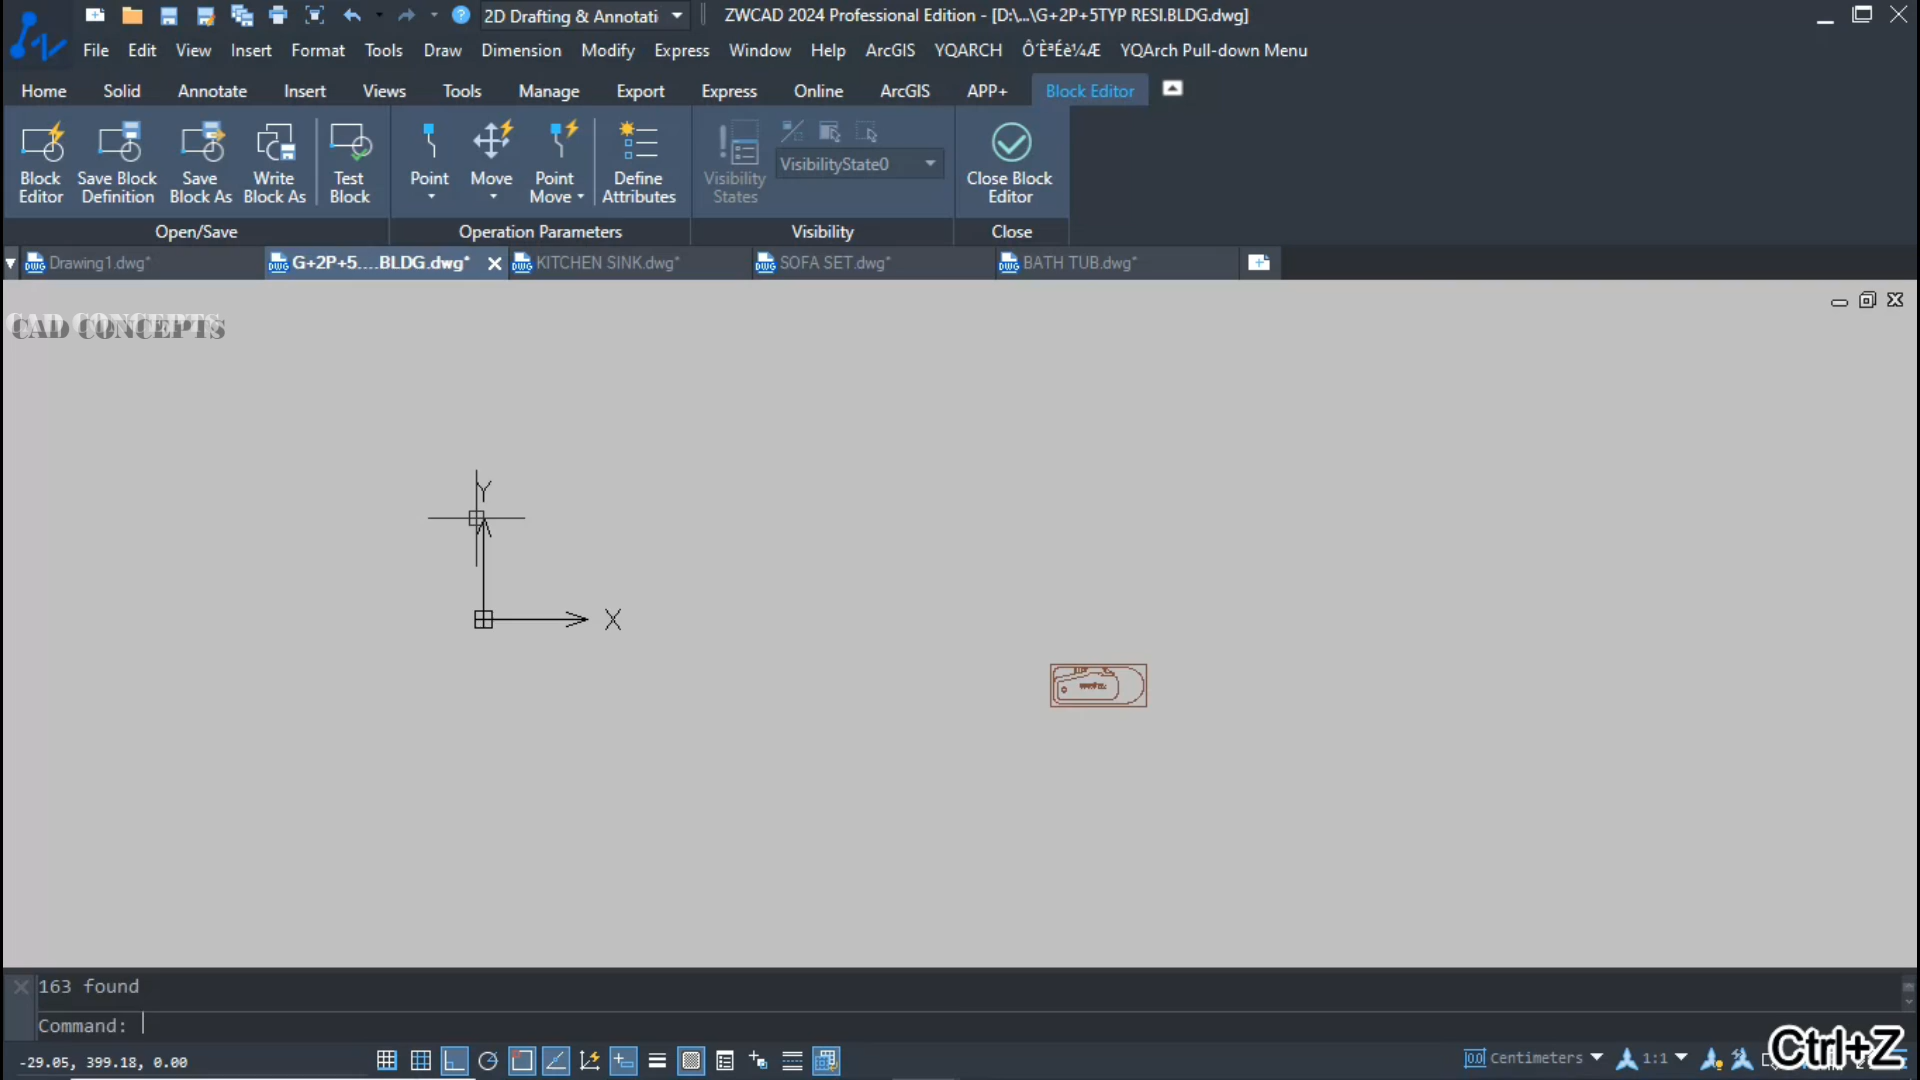 2D Drafting & Annotati
ZWCAD 2024 Professional Edition - [D:\...\G+2P+5TYP RESI.BLDG.dwg]
File Edit View Insert Format Tools Draw Dimension Modify Express Window Help ArcGIS YQARCH Ô´ÈªÉè¼Æ YQArch Pull-down Menu
Home Solid Annotate Insert Views Tools Manage Export Express Online ArcGIS APP+ Block Editor
Block Editor
Save Block Definition
Save Block As
Write Block As
Test Block
Point
Move
Point Move
Define Attributes
Visibility States
VisibilityState0
Close Block Editor
Open/Save Operation Parameters Visibility Close
Drawing1.dwg* G+2P+5....BLDG.dwg* KITCHEN SINK.dwg* SOFA SET.dwg* BATH TUB.dwg*
CAD CONCEPTS
Y
X
163 found
Command:
-29.05, 399.18, 0.00
Centimeters
1:1
Ctrl+Z